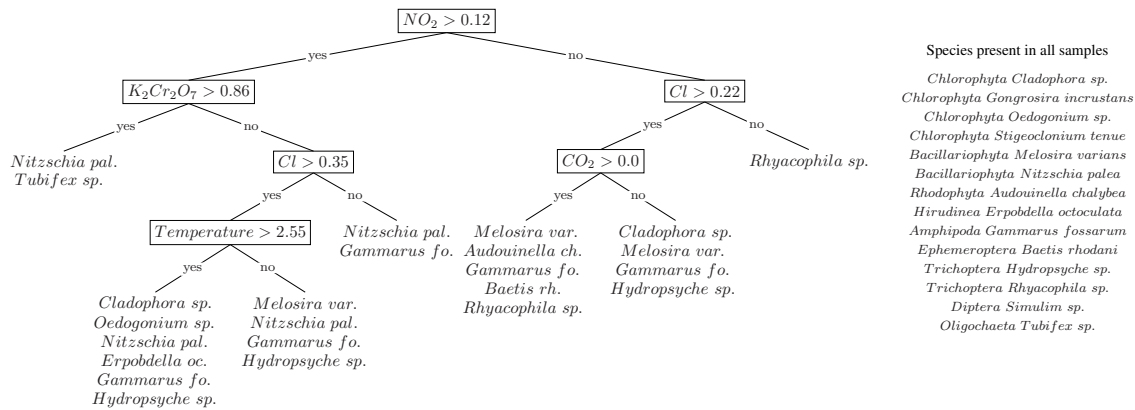 NO₂ > 0.12
yes
no
K₂Cr₂O₇ > 0.86
Cl > 0.22
yes
no
yes
no
Nitzschia pal.
Tubifex sp.
Cl > 0.35
CO₂ > 0.0
Rhyacophila sp.
yes
no
yes
no
Temperature > 2.55
Nitzschia pal.
Gammarus fo.
Melosira var.
Audouinella ch.
Gammarus fo.
Baetis rh.
Rhyacophila sp.
Cladophora sp.
Melosira var.
Gammarus fo.
Hydropsyche sp.
yes
no
Cladophora sp.
Oedogonium sp.
Nitzschia pal.
Erpobdella oc.
Gammarus fo.
Hydropsyche sp.
Melosira var.
Nitzschia pal.
Gammarus fo.
Hydropsyche sp.
Species present in all samples
Chlorophyta Cladophora sp.
Chlorophyta Gongrosira incrustans
Chlorophyta Oedogonium sp.
Chlorophyta Stigeoclonium tenue
Bacillariophyta Melosira varians
Bacillariophyta Nitzschia palea
Rhodophyta Audouinella chalybea
Hirudinea Erpobdella octoculata
Amphipoda Gammarus fossarum
Ephemeroptera Baetis rhodani
Trichoptera Hydropsyche sp.
Trichoptera Rhyacophila sp.
Diptera Simulim sp.
Oligochaeta Tubifex sp.